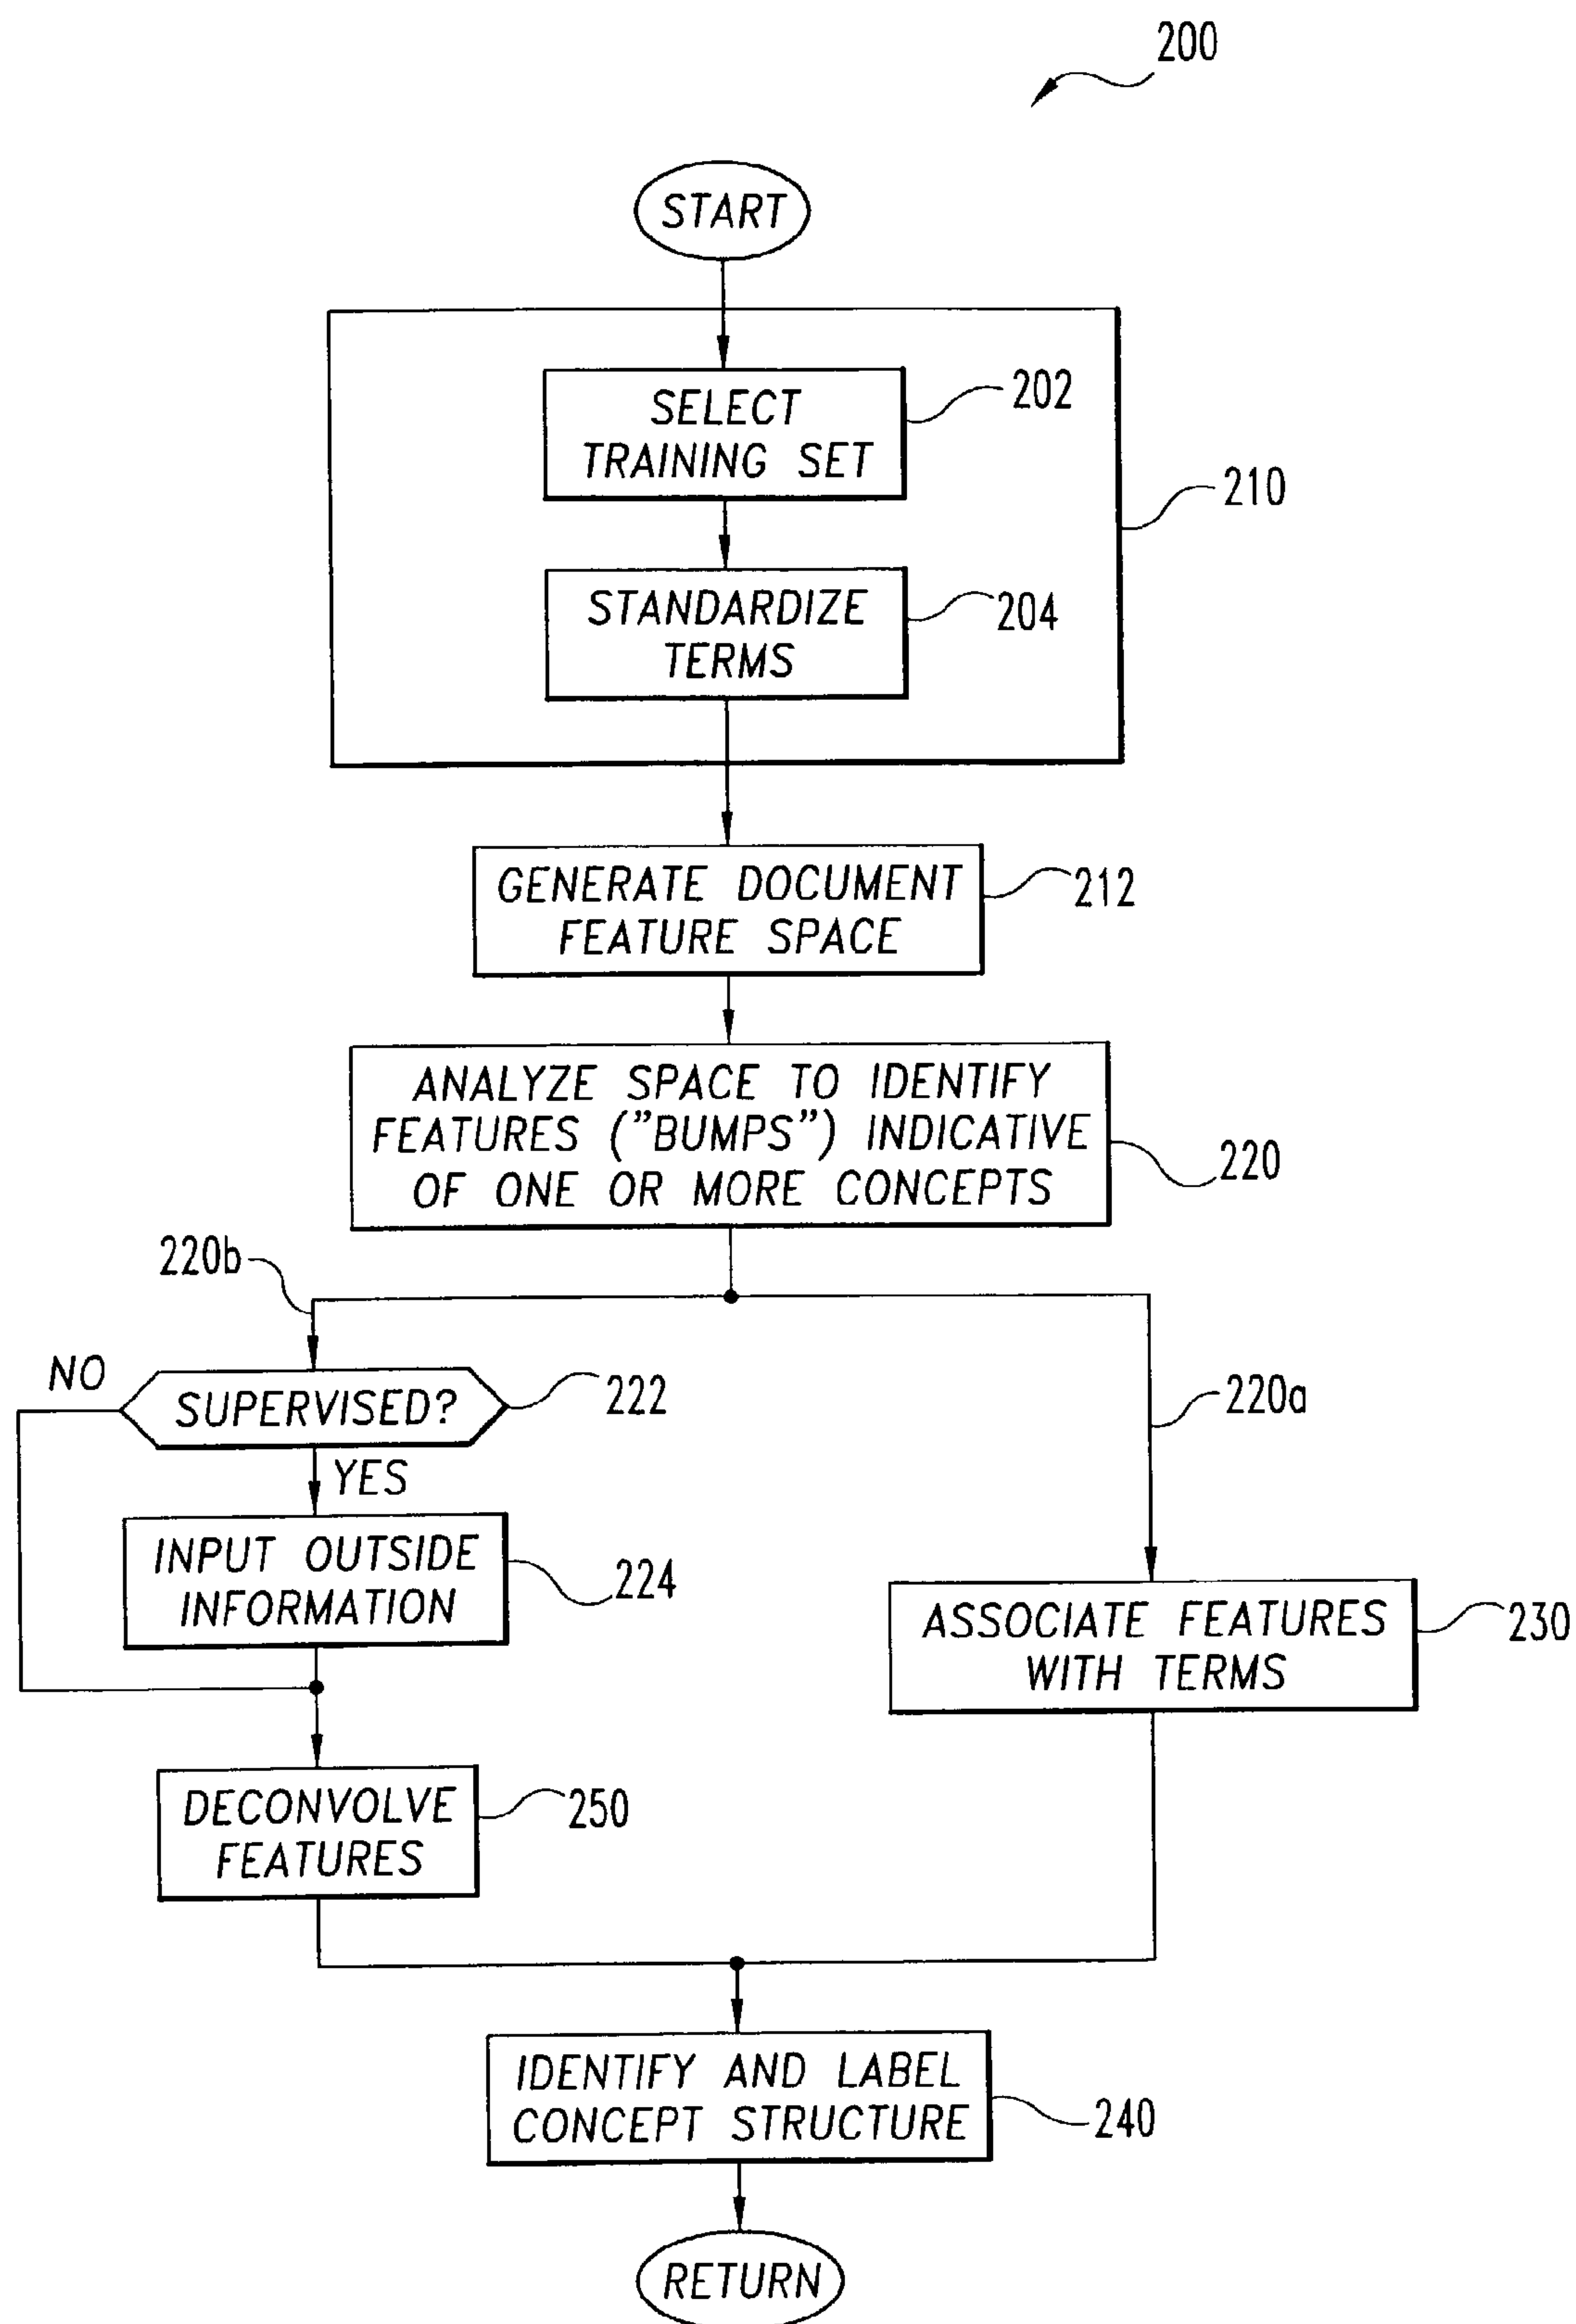 200
START
SELECT
TRAINING SET
202
210
STANDARDIZE
TERMS
204
GENERATE DOCUMENT
FEATURE SPACE
212
ANALYZE SPACE TO IDENTIFY
FEATURES ("BUMPS") INDICATIVE
OF ONE OR MORE CONCEPTS
220
220b
NO
SUPERVISED?
222
220a
YES
INPUT OUTSIDE
INFORMATION
224
ASSOCIATE FEATURES
WITH TERMS
230
DECONVOLVE
FEATURES
250
IDENTIFY AND LABEL
CONCEPT STRUCTURE
240
RETURN